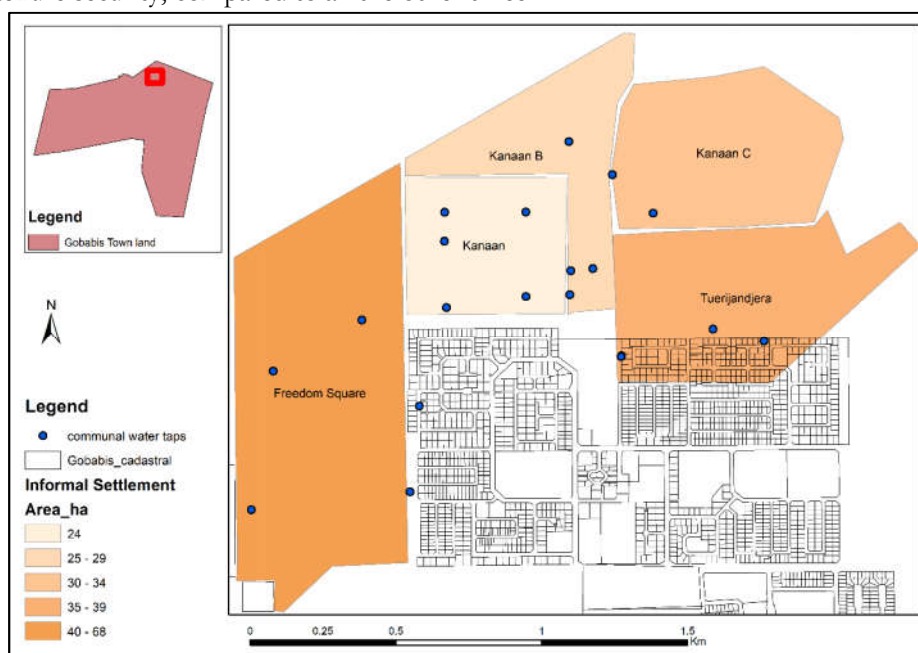 Legend
Gobabis Town land
N
Legend
communal water taps
Gobabis_cadastral
Informal Settlement
Area_ha
24
25 - 29
30 - 34
35 - 39
40 - 68
Kanaan B
Kanaan C
Kanaan
Tuerijandjera
Freedom Square
0 0.25 0.5 1 1.5
Km